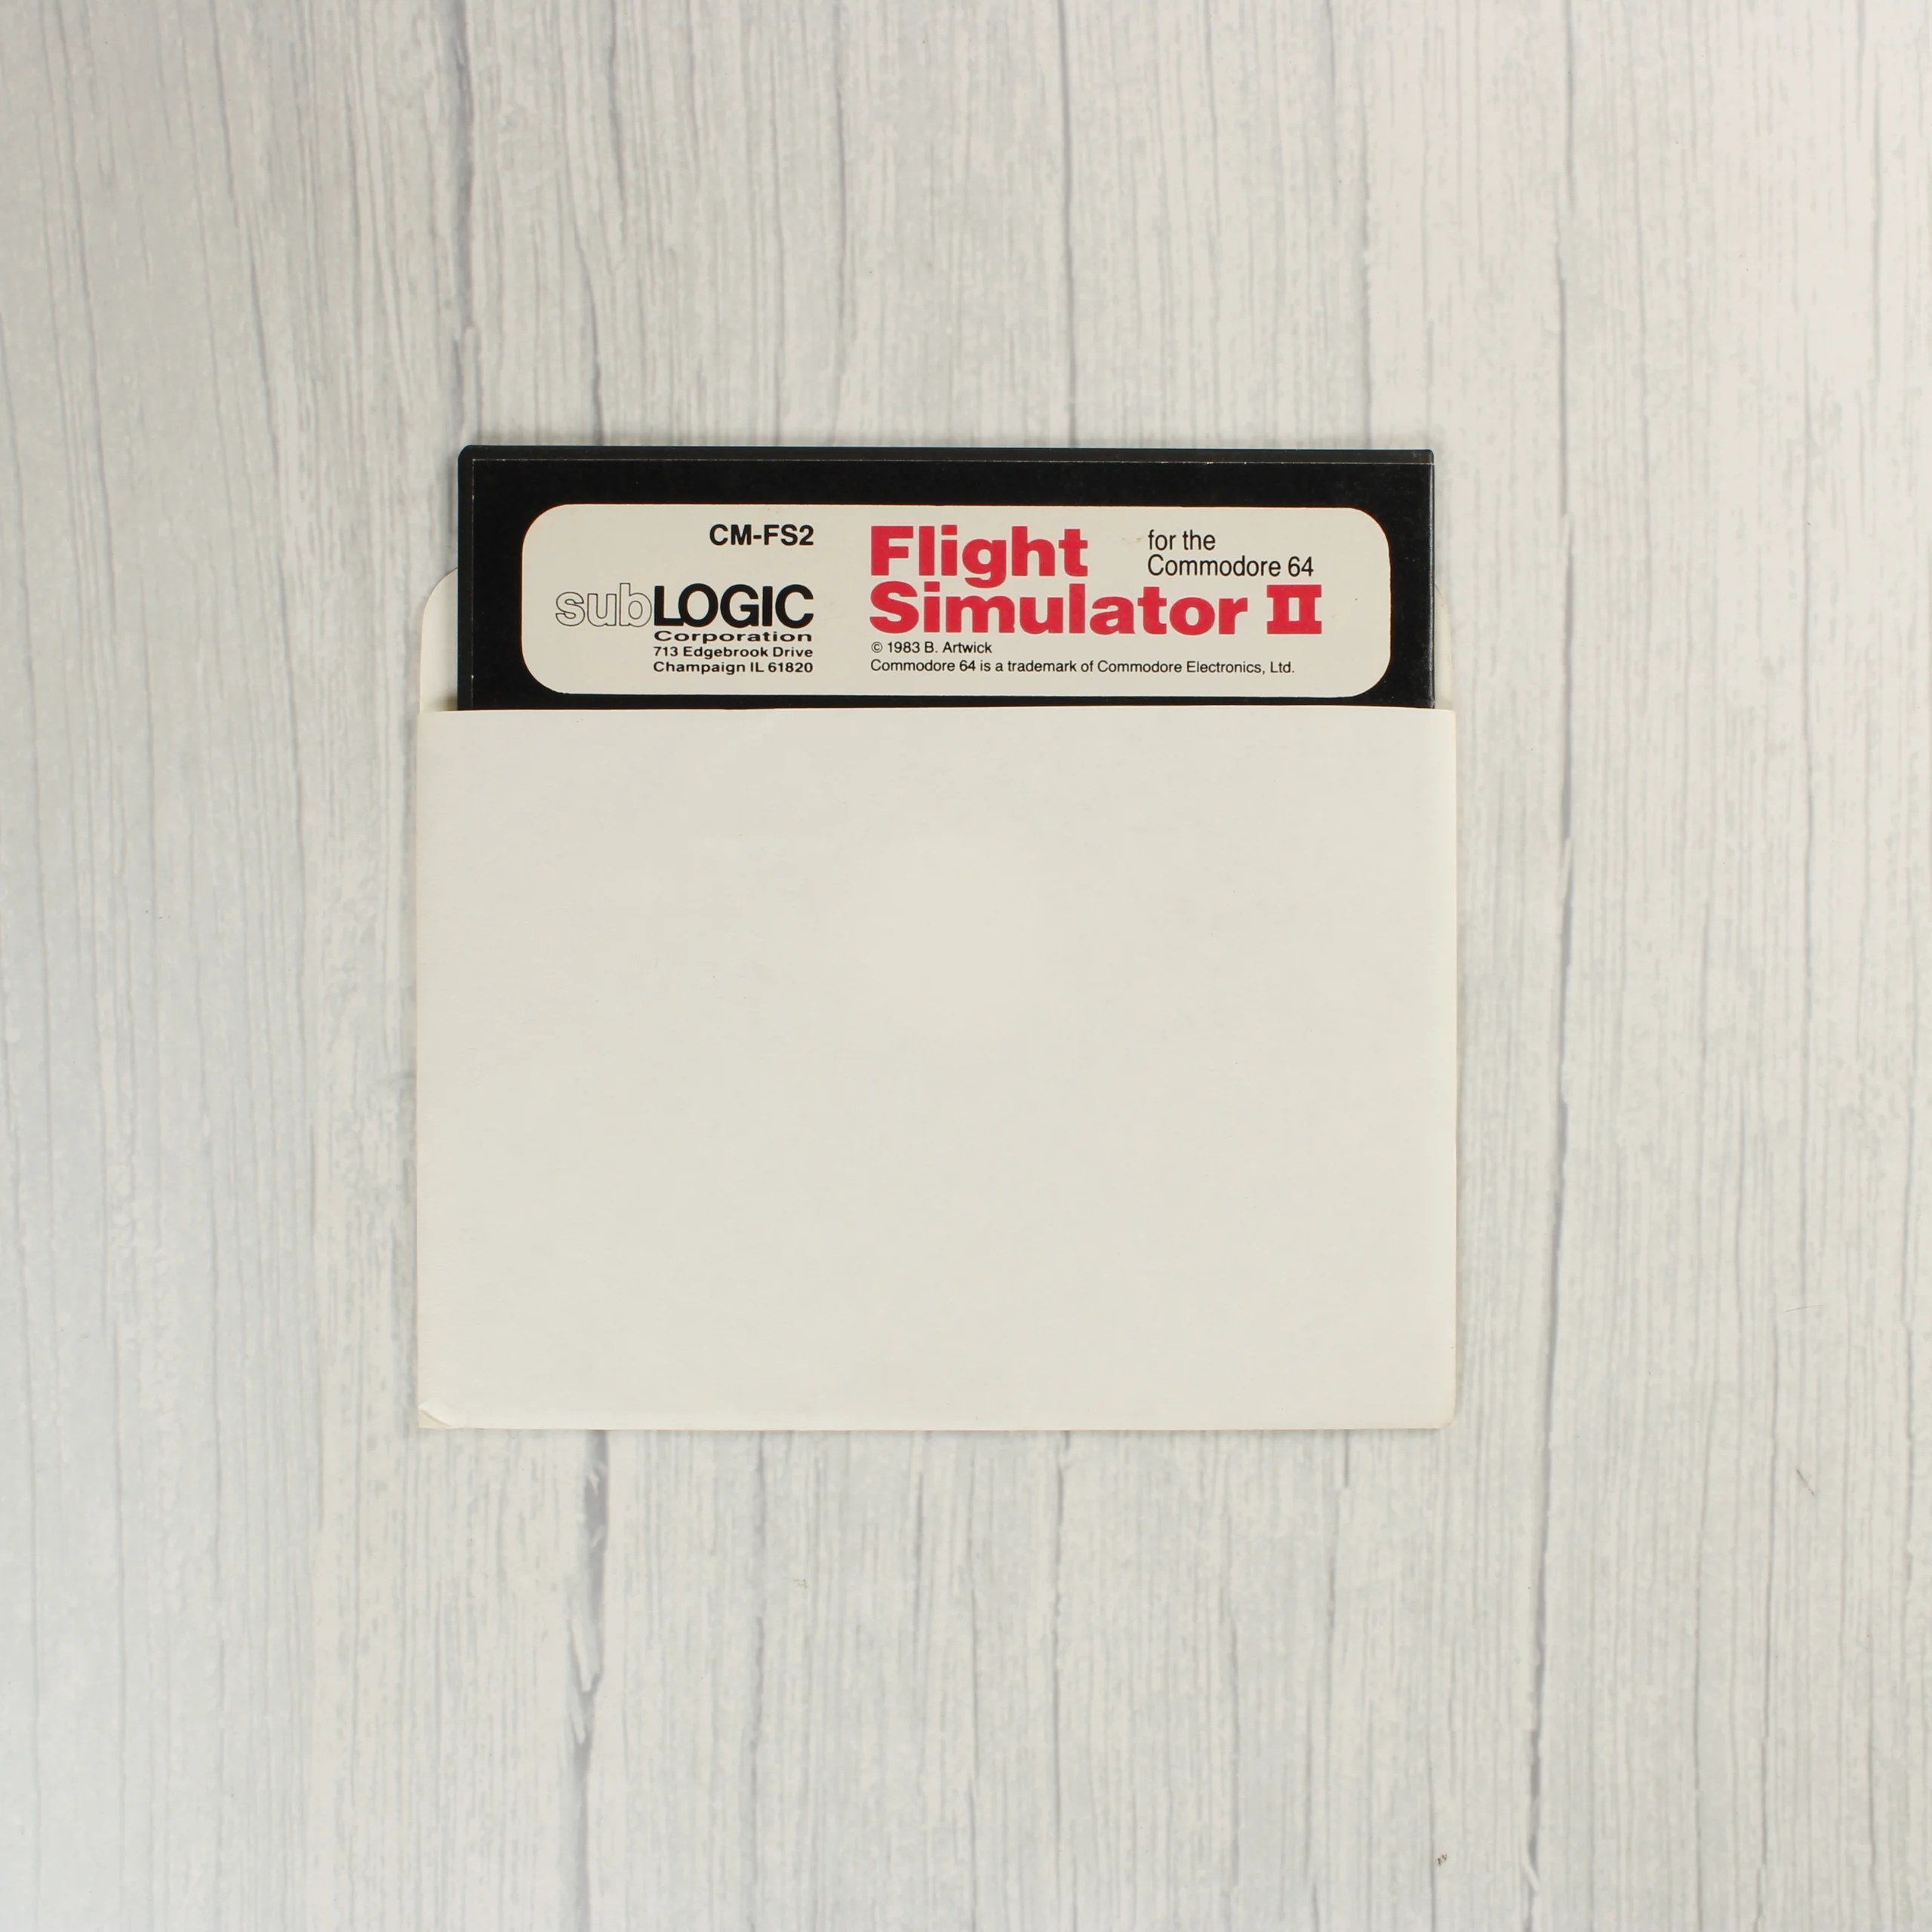 CM-FS2
subLOGIC
Corporation
713 Edgebrook Drive
Champaign IL 61820
Flight
Simulator II
for the
Commodore 64
© 1983 B. Artwick
Commodore 64 is a trademark of Commodore Electronics, Ltd.